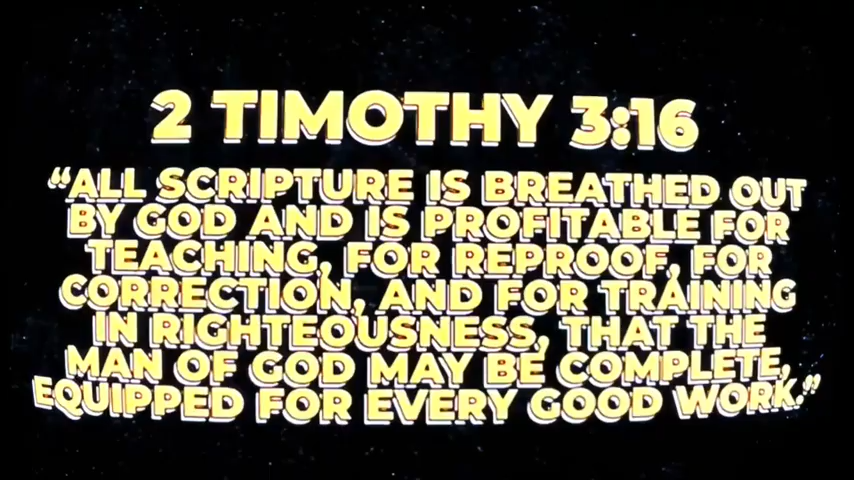 2 TIMOTHY 3:16
“ALL SCRIPTURE IS BREATHED OUT
BY GOD AND IS PROFITABLE FOR
TEACHING, FOR REPROOF, FOR
CORRECTION, AND FOR TRAINING
IN RIGHTEOUSNESS, THAT THE
MAN OF GOD MAY BE COMPLETE,
EQUIPPED FOR EVERY GOOD WORK.”